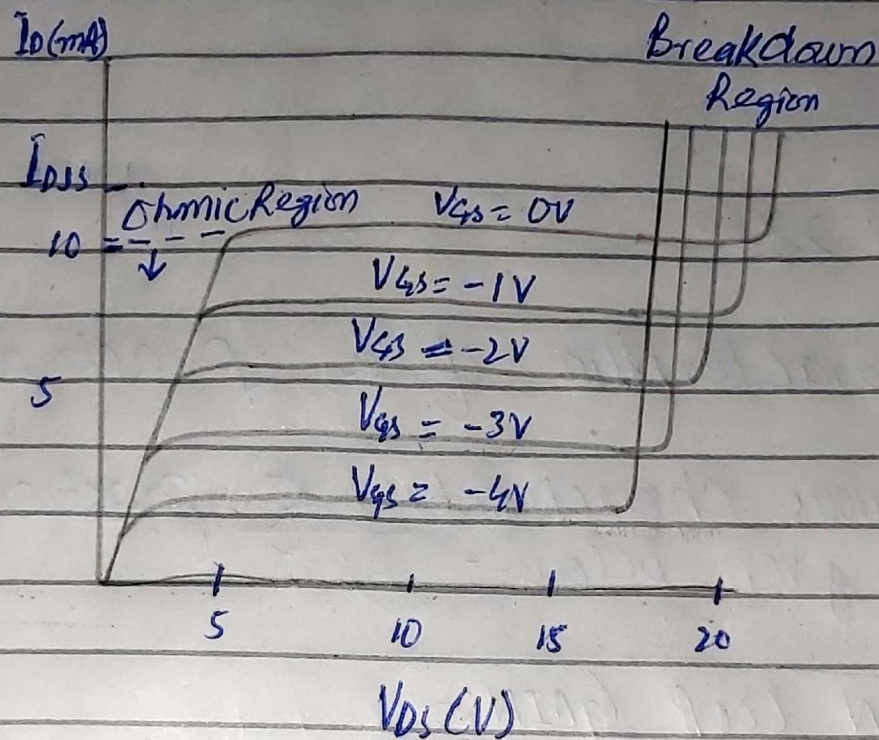 ID(mA)
Breakdown
Region
IDSS
Ohmic Region
VGS = 0V
10
VGS = -1V
VGS = -2V
5
VGS = -3V
VGS = -4V
5
10
15
20
VDS (V)